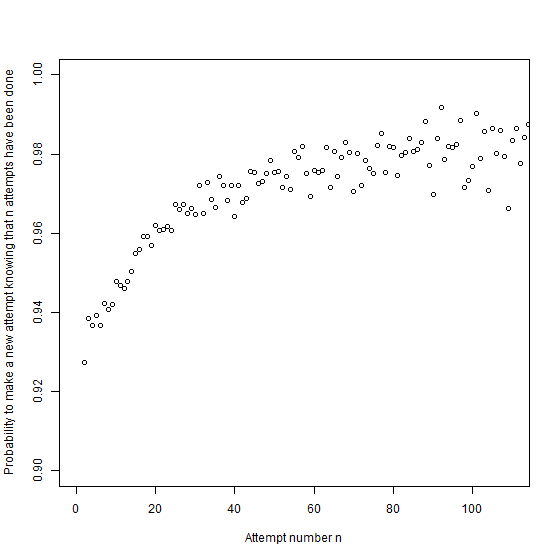 Probability to make a new attempt knowing that n attempts have been done
1.00
0.98
0.96
0.94
0.92
0.90
0 20 40 60 80 100
Attempt number n